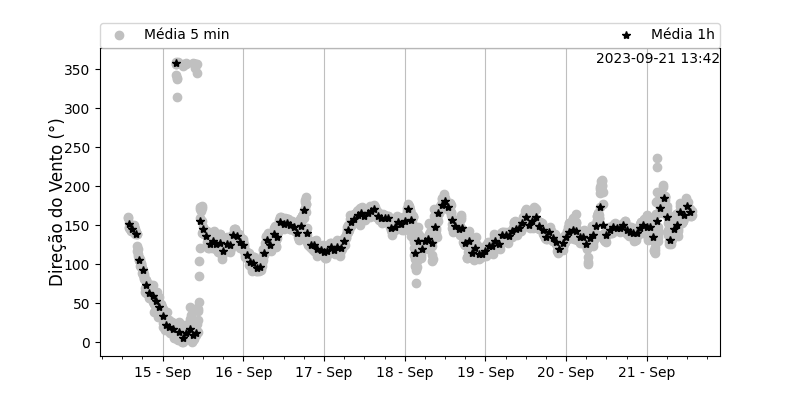 Média 5 min
Média 1h
2023-09-21 13:42
Direção do Vento (°)
350
300
250
200
150
100
50
0
15 - Sep
16 - Sep
17 - Sep
18 - Sep
19 - Sep
20 - Sep
21 - Sep